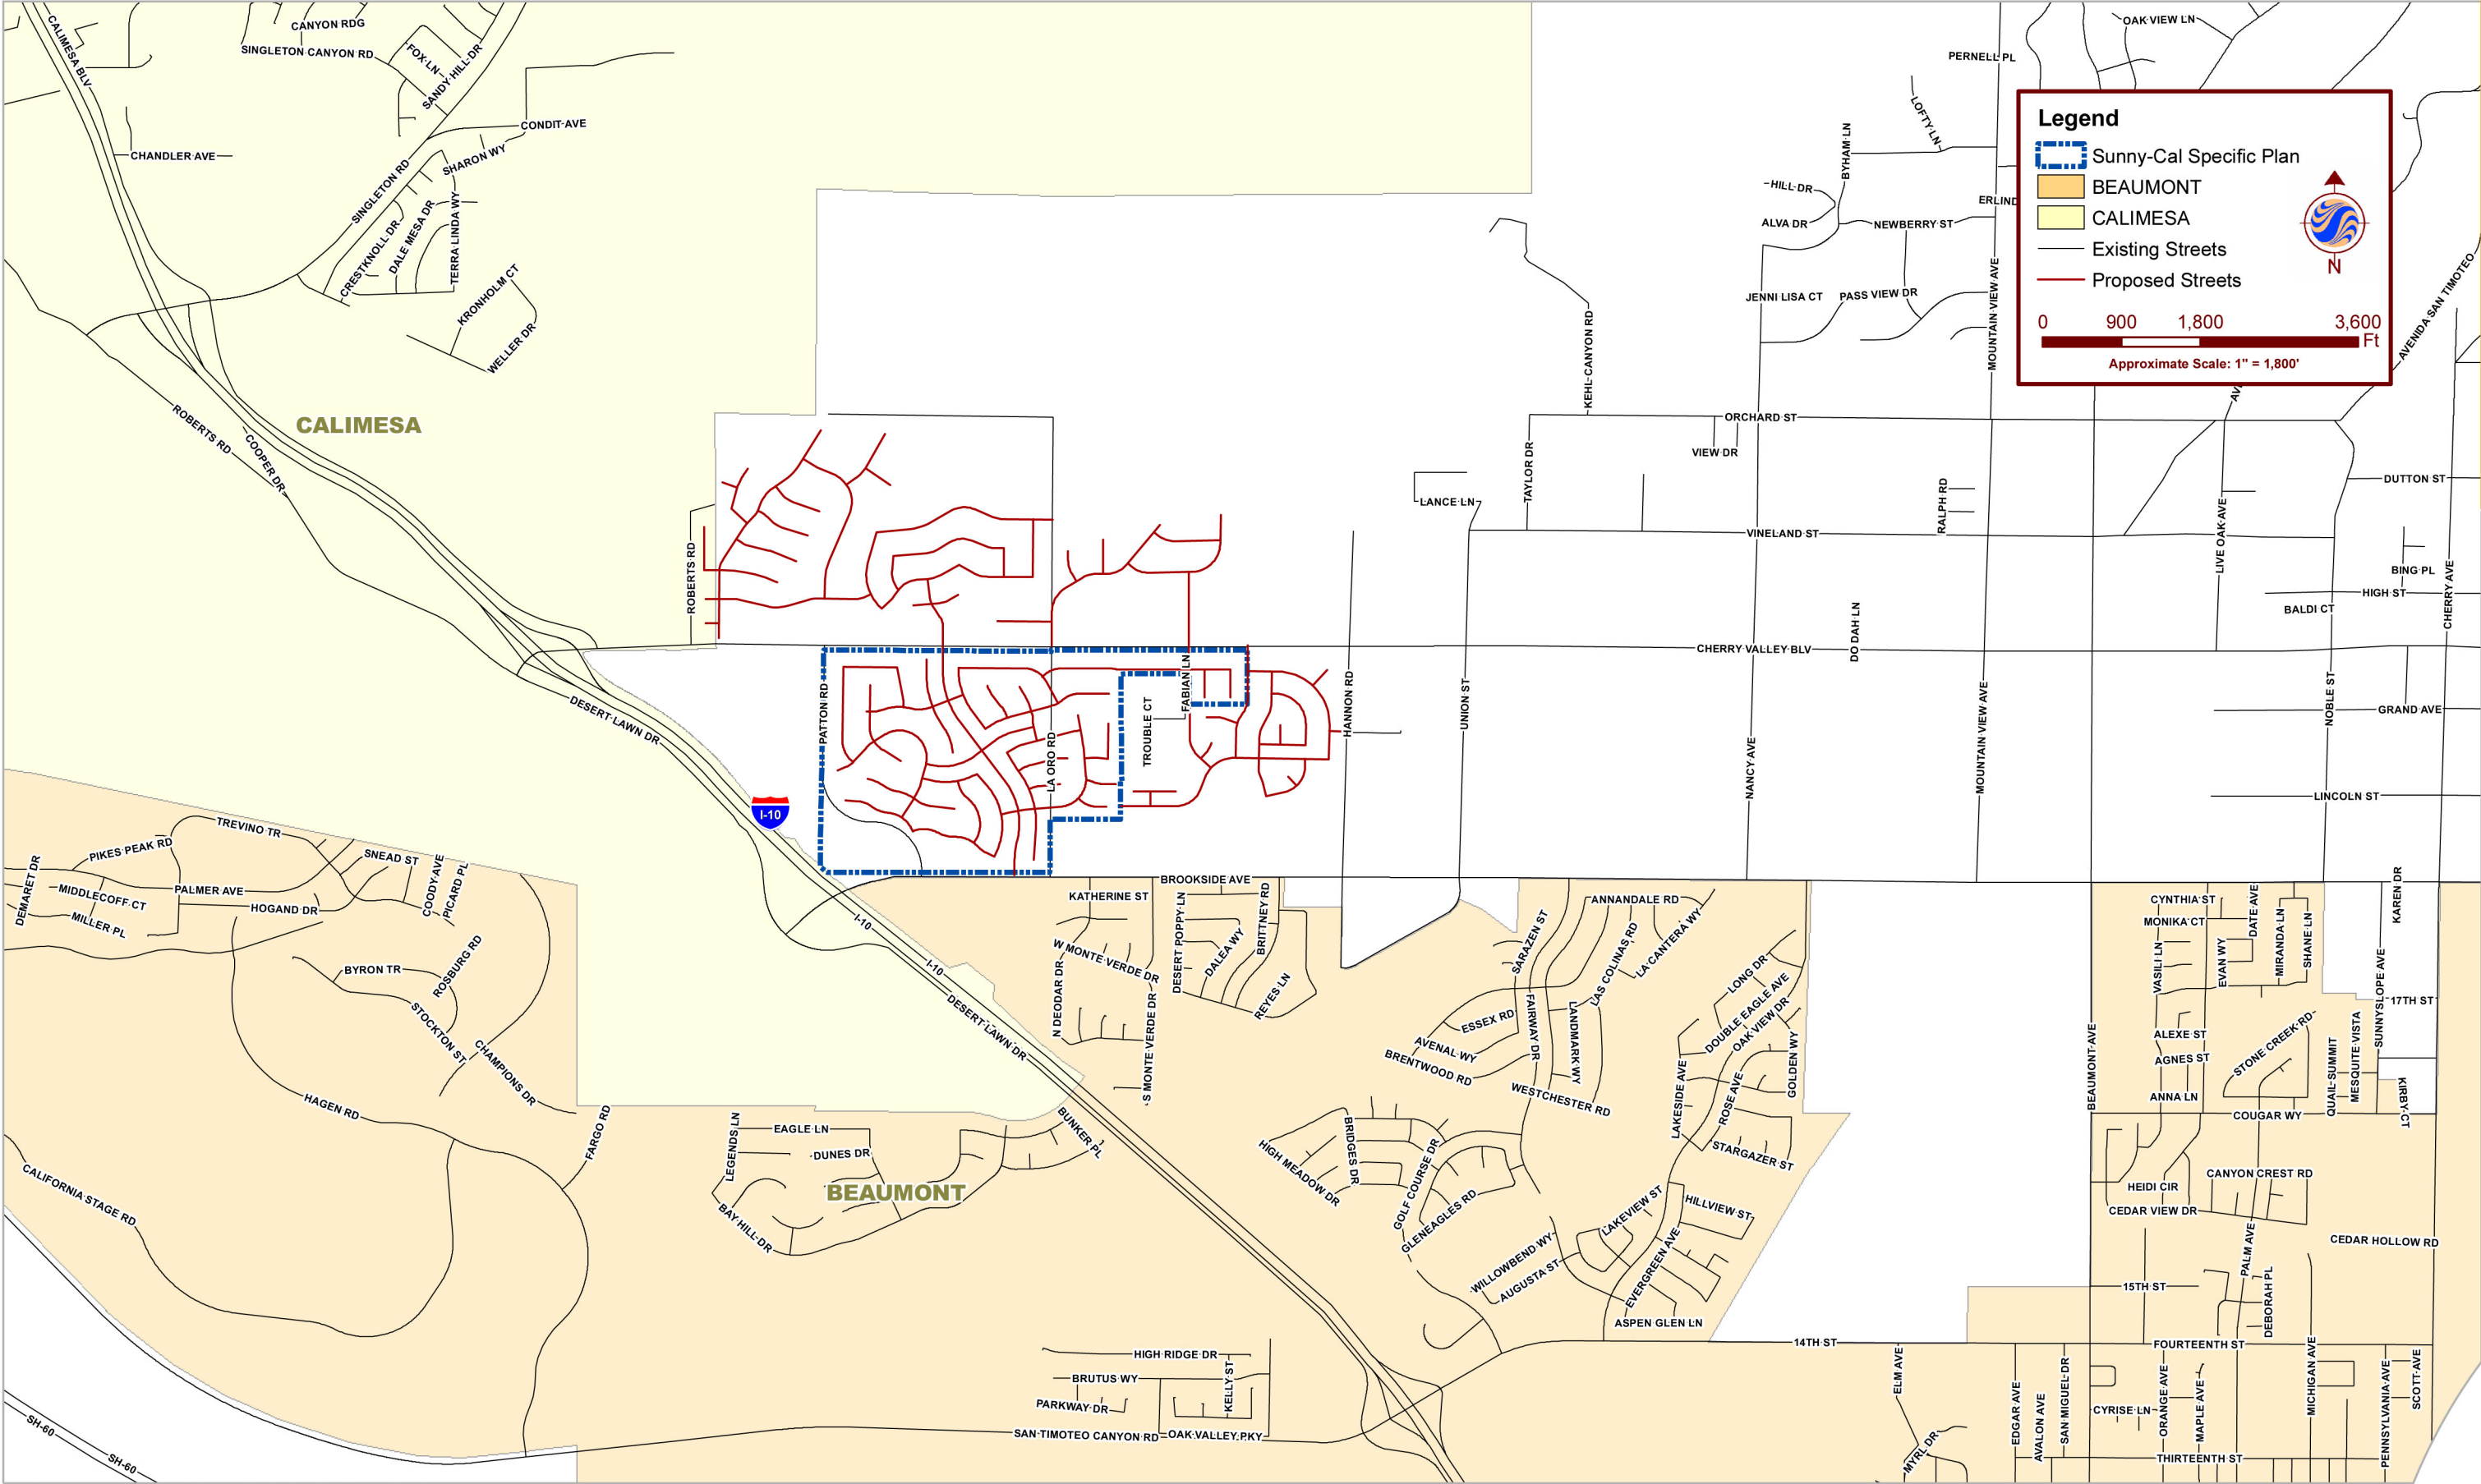 CALIMESA BLV
CANYON RDG
SINGLETON CANYON RD
FOX LN
SANDY HILL DR
CHANDLER AVE
CONDIT AVE
SHARON WY
SINGLETON RD
CRESTKNOLL DR
DALE MESA DR
TERRA LINDA WY
KRONHOLM CT
WELLER DR
CALIMESA
ROBERTS RD
COOPER DR
OAK VIEW LN
PERNELL PL
LOFTY LN
BYHAM LN
HILL DR
ALVA DR
NEWBERRY ST
ERLIND
JENNI LISA CT
PASS VIEW DR
MOUNTAIN VIEW AVE
KEHL CANYON RD
Legend
Sunny-Cal Specific Plan
BEAUMONT
CALIMESA
Existing Streets
Proposed Streets
N
0 900 1,800 3,600
Ft
Approximate Scale: 1" = 1,800'
AVENIDA SAN TIMOTEO
AV
ORCHARD ST
VIEW DR
TAYLOR DR
LANCE LN
RALPH RD
DUTTON ST
VINELAND ST
LIVE OAK AVE
BING PL
HIGH ST
BALDI CT
CHERRY AVE
ROBERTS RD
CHERRY VALLEY BLV
DO DAH LN
DESERT LAWN DR
PATTON RD
LA ORO RD
TROUBLE CT
FABIAN LN
HANNON RD
UNION ST
NANCY AVE
MOUNTAIN VIEW AVE
NOBLE ST
GRAND AVE
LINCOLN ST
I-10
TREVINO TR
PIKES PEAK RD
SNEAD ST
COODY AVE
PICARD PL
DEMARET DR
MIDDLECOFF CT
PALMER AVE
HOGAND DR
MILLER PL
BYRON TR
ROSBURG RD
STOCKTON ST
CHAMPIONS DR
HAGEN RD
FARGO RD
CALIFORNIA STAGE RD
SH-60
SH-60
BROOKSIDE AVE
KATHERINE ST
I-10
I-10
DESERT LAWN DR
W MONTE VERDE DR
N DEODAR DR
S MONTE VERDE DR
DESERT POPPY LN
DALEA WY
BRITTNEY RD
REYES LN
BUNKER PL
LEGENDS LN
EAGLE LN
DUNES DR
BEAUMONT
BAY HILL DR
ANNANDALE RD
SARAZEN ST
LAS COLINAS RD
LA CANTERA WY
LONG DR
DOUBLE EAGLE AVE
OAK VIEW DR
ESSEX RD
AVENAL WY
BRENTWOOD RD
FAIRWAY DR
LANDMARK WY
WESTCHESTER RD
LAKESIDE AVE
ROSE AVE
GOLDEN WY
STARGAZER ST
HIGH MEADOW DR
BRIDGES DR
GOLF COURSE DR
GLENEAGLES RD
LAKEVIEW ST
HILLVIEW ST
WILLOWBEND WY
AUGUSTA ST
EVERGREEN AVE
ASPEN GLEN LN
HIGH RIDGE DR
BRUTUS WY
KELLY ST
PARKWAY DR
SAN TIMOTEO CANYON RD
OAK VALLEY PKY
14TH ST
ELM AVE
MYRL DR
BEAUMONT AVE
CYNTHIA ST
MONIKA CT
DATE AVE
VASILI LN
EVAN WY
MIRANDA LN
SHANE LN
KAREN DR
17TH ST
SUNNYSLOPE AVE
ALEXE ST
AGNES ST
STONE CREEK RD
QUAIL SUMMIT
MESQUITE VISTA
ANNA LN
COUGAR WY
KIRBY CT
CANYON CREST RD
HEIDI CIR
CEDAR VIEW DR
PALM AVE
CEDAR HOLLOW RD
15TH ST
DEBORAH PL
FOURTEENTH ST
EDGAR AVE
AVALON AVE
SAN MIGUEL DR
CYRISE LN
ORANGE AVE
MAPLE AVE
MICHIGAN AVE
PENNSYLVANIA AVE
SCOTT AVE
THIRTEENTH ST